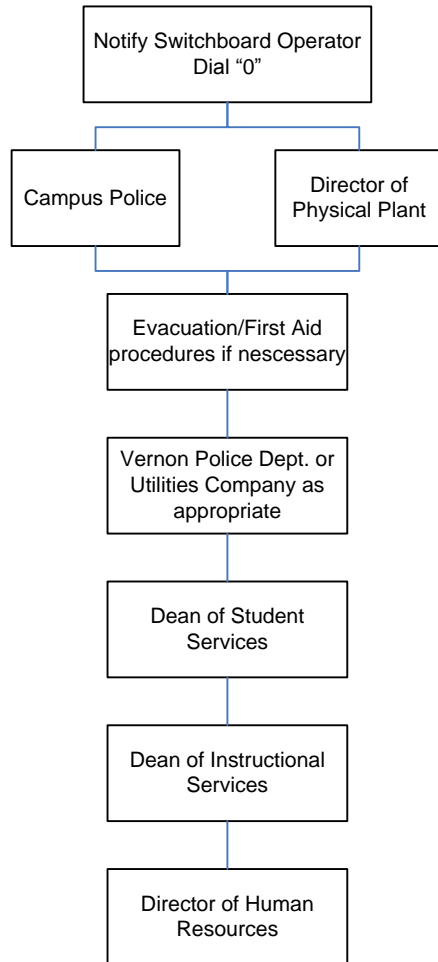 Notify Switchboard Operator
Dial “0”
Campus Police
Director of
Physical Plant
Evacuation/First Aid
procedures if nescessary
Vernon Police Dept. or
Utilities Company as
appropriate
Dean of Student
Services
Dean of Instructional
Services
Director of Human
Resources